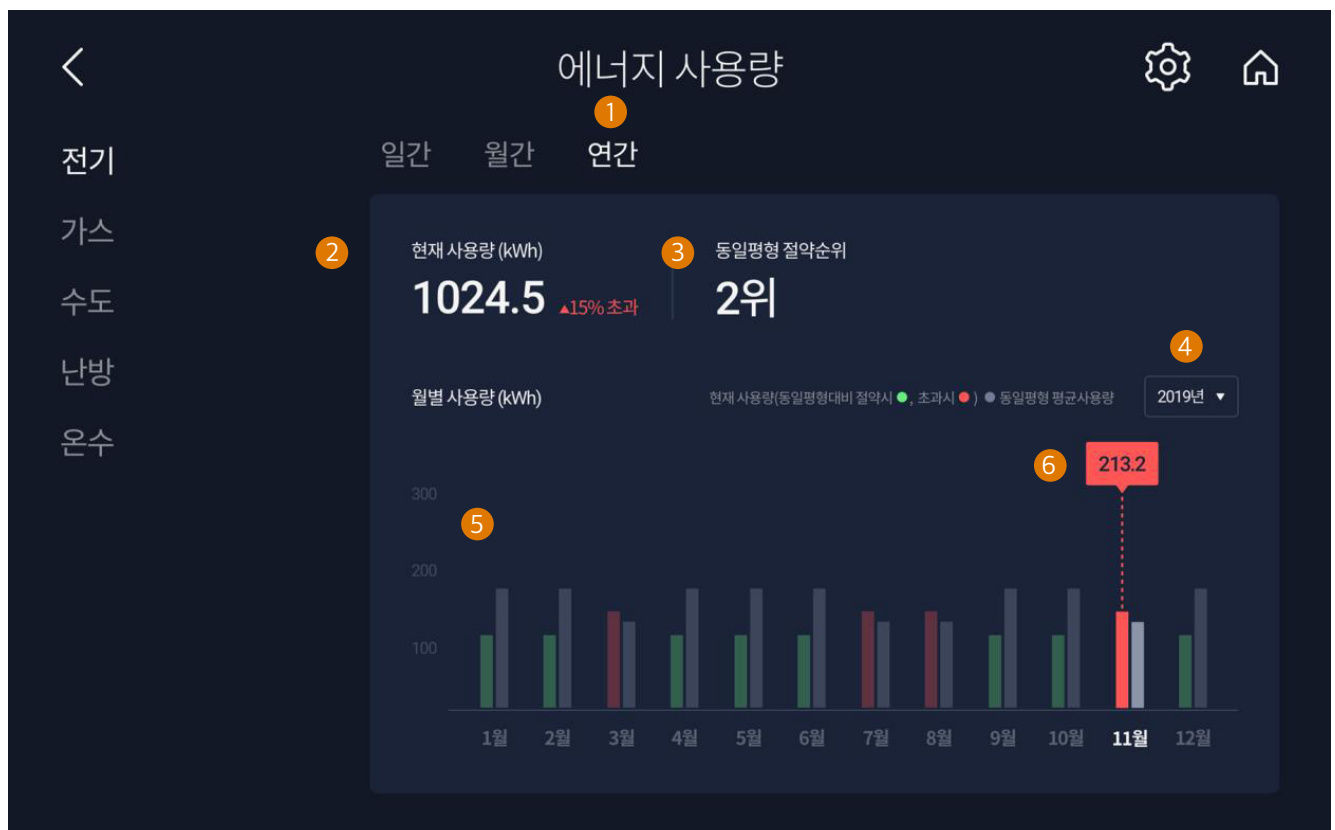 에너지 사용량
1
전기
가스
수도
난방
온수
일간 월간 연간
2
현재 사용량 (kWh)
1024.5 ▲15% 초과
3
동일평형 절약순위
2위
4
월별 사용량 (kWh)
현재 사용량(동일평형대비 절약시 ●, 초과시 ● ) ● 동일평형 평균사용량
2019년 ▼
6
213.2
5
300
200
100
1월 2월 3월 4월 5월 6월 7월 8월 9월 10월 11월 12월